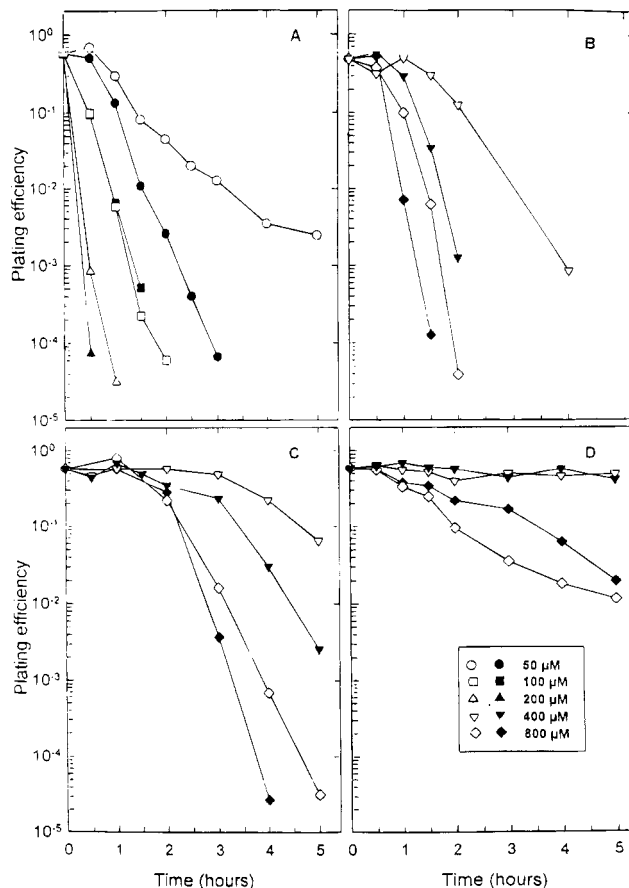 A
B
Plating efficiency
10⁰
10⁻¹
10⁻²
10⁻³
10⁻⁴
10⁻⁵
C
D
Plating efficiency
10⁰
10⁻¹
10⁻²
10⁻³
10⁻⁴
10⁻⁵
50 µM
100 µM
200 µM
400 µM
800 µM
0 1 2 3 4 5
0 1 2 3 4 5
Time (hours)
Time (hours)